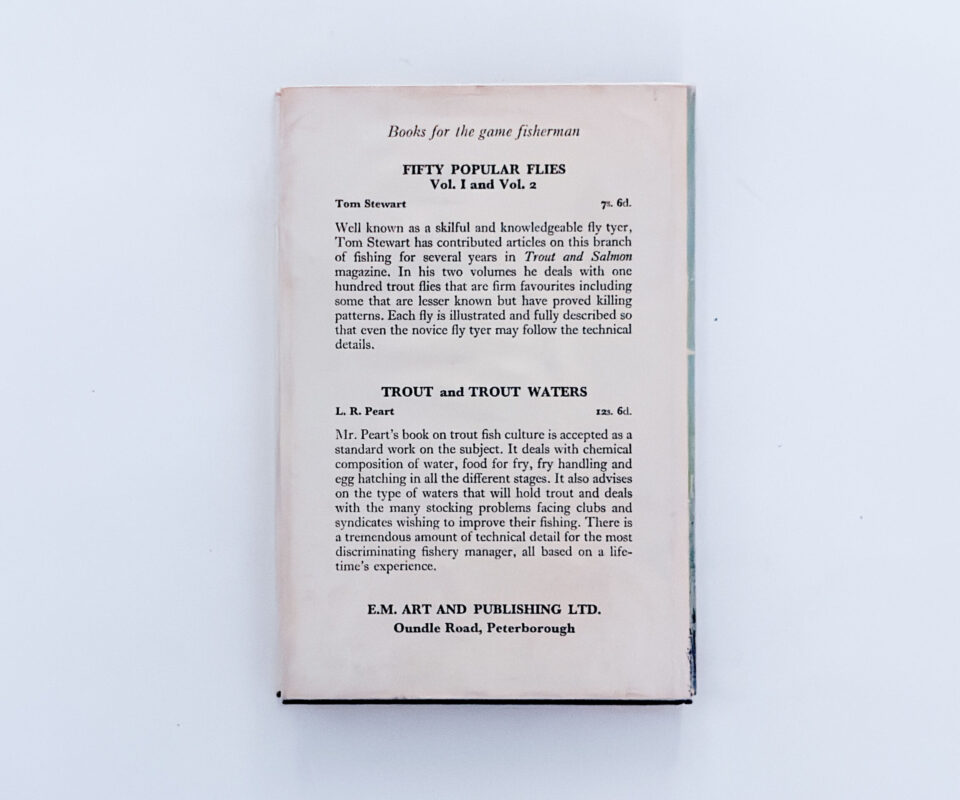 Books for the game fisherman
FIFTY POPULAR FLIES
Vol. I and Vol. 2
Tom Stewart 7s. 6d.
Well known as a skilful and knowledgeable fly tyer,
Tom Stewart has contributed articles on this branch
of fishing for several years in Trout and Salmon
magazine. In his two volumes he deals with one
hundred trout flies that are firm favourites including
some that are lesser known but have proved killing
patterns. Each fly is illustrated and fully described so
that even the novice fly tyer may follow the technical
details.
TROUT and TROUT WATERS
L. R. Peart 12s. 6d.
Mr. Peart's book on trout fish culture is accepted as a
standard work on the subject. It deals with chemical
composition of water, food for fry, fry handling and
egg hatching in all the different stages. It also advises
on the type of waters that will hold trout and deals
with the many stocking problems facing clubs and
syndicates wishing to improve their fishing. There is
a tremendous amount of technical detail for the most
discriminating fishery manager, all based on a life-
time's experience.
E.M. ART AND PUBLISHING LTD.
Oundle Road, Peterborough